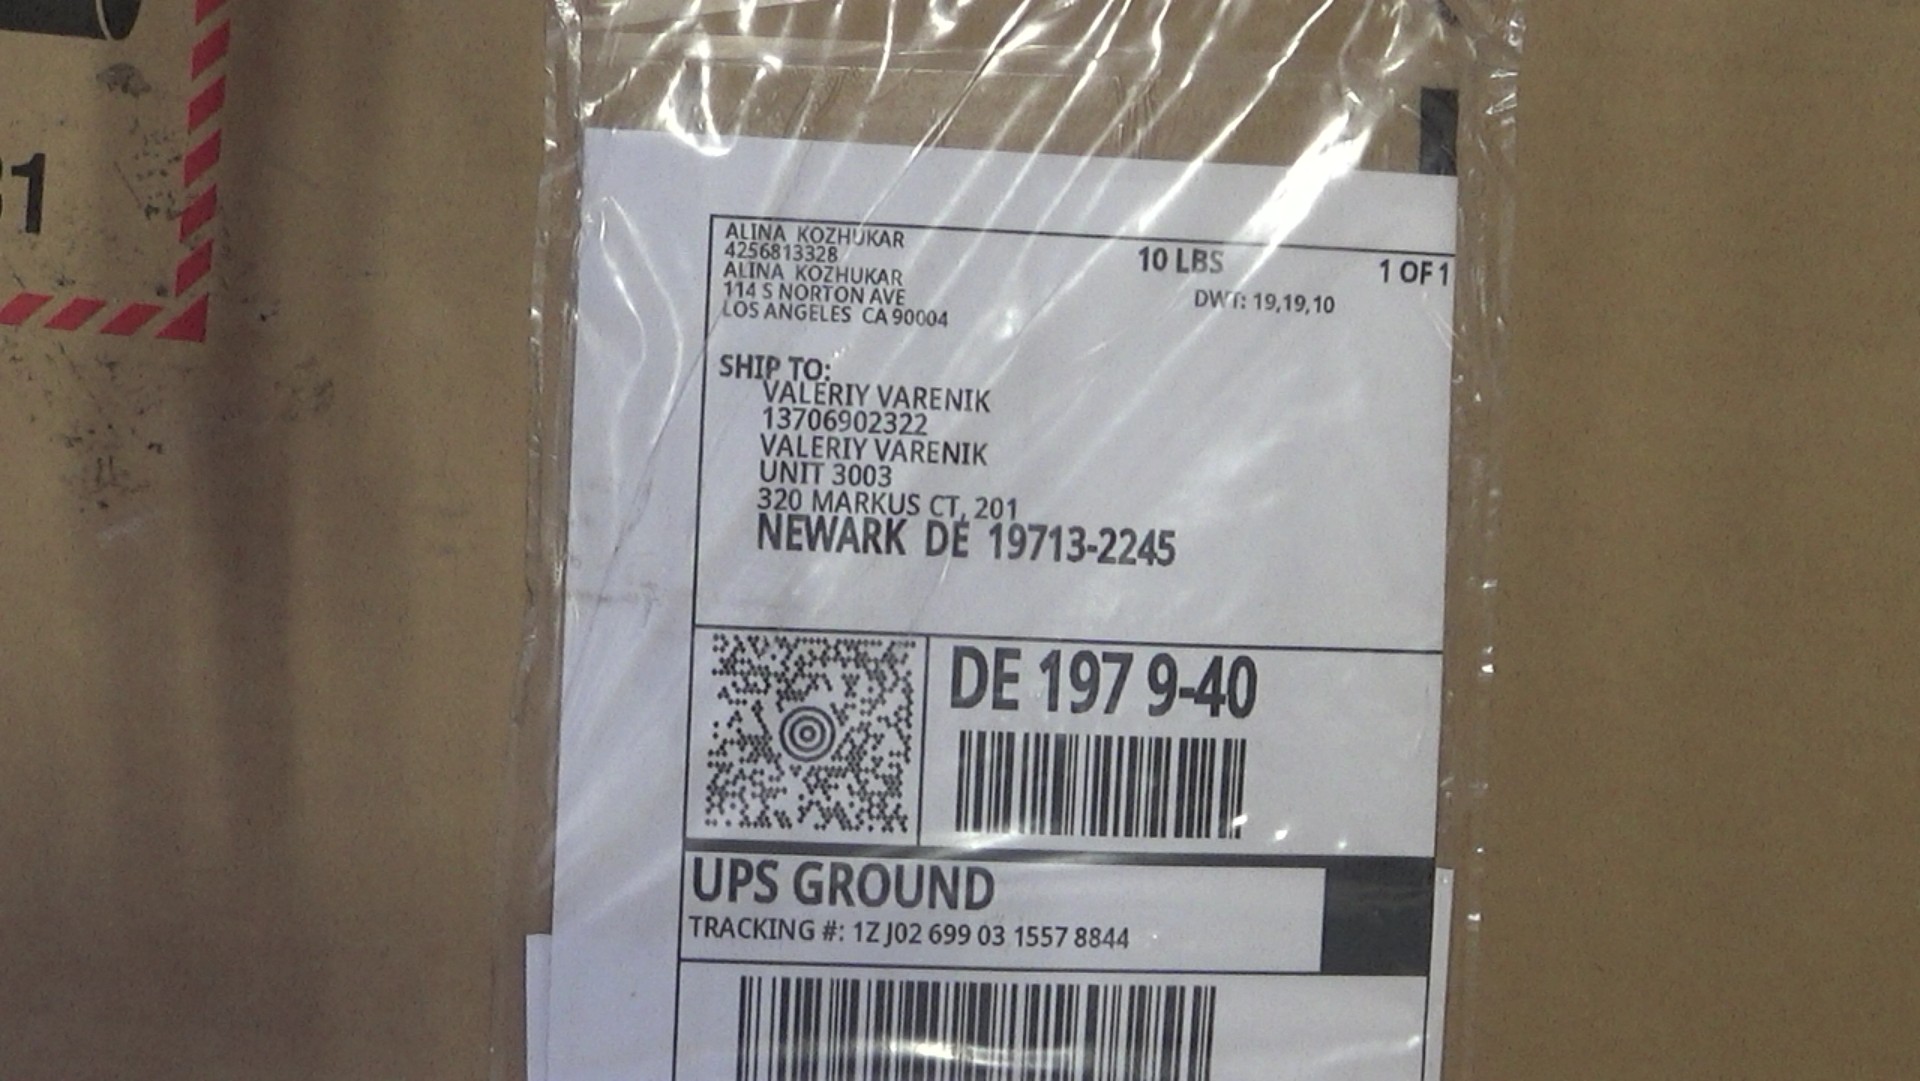 ALINA KOZHUKAR
4256813328
ALINA KOZHUKAR
114 S NORTON AVE
LOS ANGELES CA 90004
10 LBS
1 OF 1
DWT: 19,19,10
SHIP TO:
VALERIY VARENIK
13706902322
VALERIY VARENIK
UNIT 3003
320 MARKUS CT, 201
NEWARK DE 19713-2245
DE 197 9-40
UPS GROUND
TRACKING #: 1Z J02 699 03 1557 8844